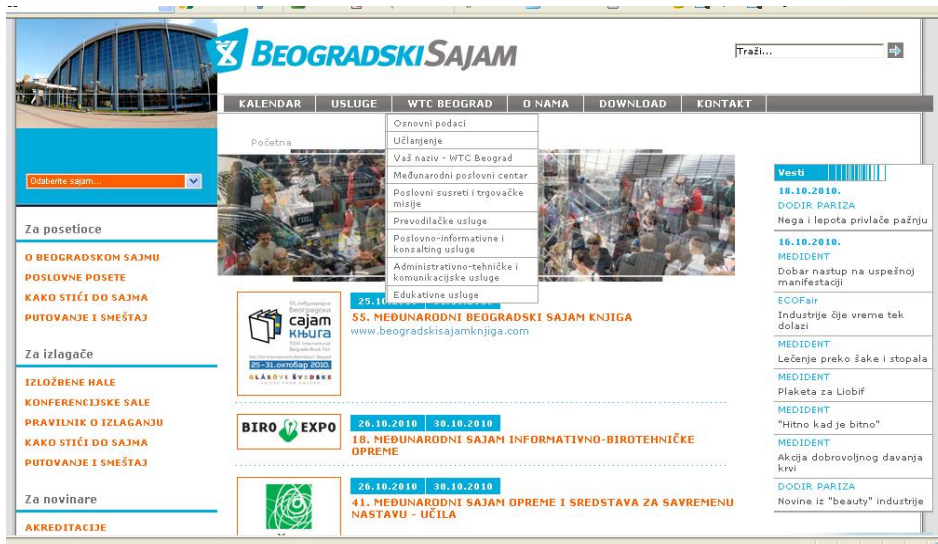 BEOGRADSKI SAJAM
Traži...
KALENDAR
USLUGE
WTC BEOGRAD
O NAMA
DOWNLOAD
KONTAKT
Osnovni podaci
Učlanjenje
Vaš naziv - WTC Beograd
Međunarodni poslovni centar
Poslovni susreti i trgovačke
misije
Prevodilačke usluge
Poslovno-informativne i
konsalting usluge
Administrativno-tehničke i
komunikacijske usluge
Edukativne usluge
Početna
Odaberite sajam...
Za posetioce
O BEOGRADSKOM SAJMU
POSLOVNE POSETE
KAKO STIĆI DO SAJMA
PUTOVANJE I SMEŠTAJ
Za izlagače
IZLOŽBENE HALE
KONFERENCIJSKE SALE
PRAVILNIK O IZLAGANJU
KAKO STIĆI DO SAJMA
PUTOVANJE I SMEŠTAJ
Za novinare
AKREDITACIJE
београдски
сајам
књига
25-31.октобар 2010.
55. MEĐUNARODNI BEOGRADSKI SAJAM KNJIGA
www.beogradskisajamknjiga.com
BIRO EXPO
26.10.2010 30.10.2010
18. MEĐUNARODNI SAJAM INFORMATIVNO-BIROTEHNIČKE
OPREME
26.10.2010 30.10.2010
41. MEĐUNARODNI SAJAM OPREME I SREDSTAVA ZA SAVREMENU
NASTAVU - UČILA
Vesti
18.10.2010.
DODIR PARIZA
Nega i lepota privlače pažnju
16.10.2010.
MEDIDENT
Dobar nastup na uspešnoj
manifestaciji
ECOFair
Industrije čije vreme tek
dolazi
MEDIDENT
Lečenje preko šake i stopala
MEDIDENT
Plaketa za Liobif
MEDIDENT
"Hitno kad je bitno"
MEDIDENT
Akcija dobrovoljnog davanja
krvi
DODIR PARIZA
Novine iz "beauty" industrije